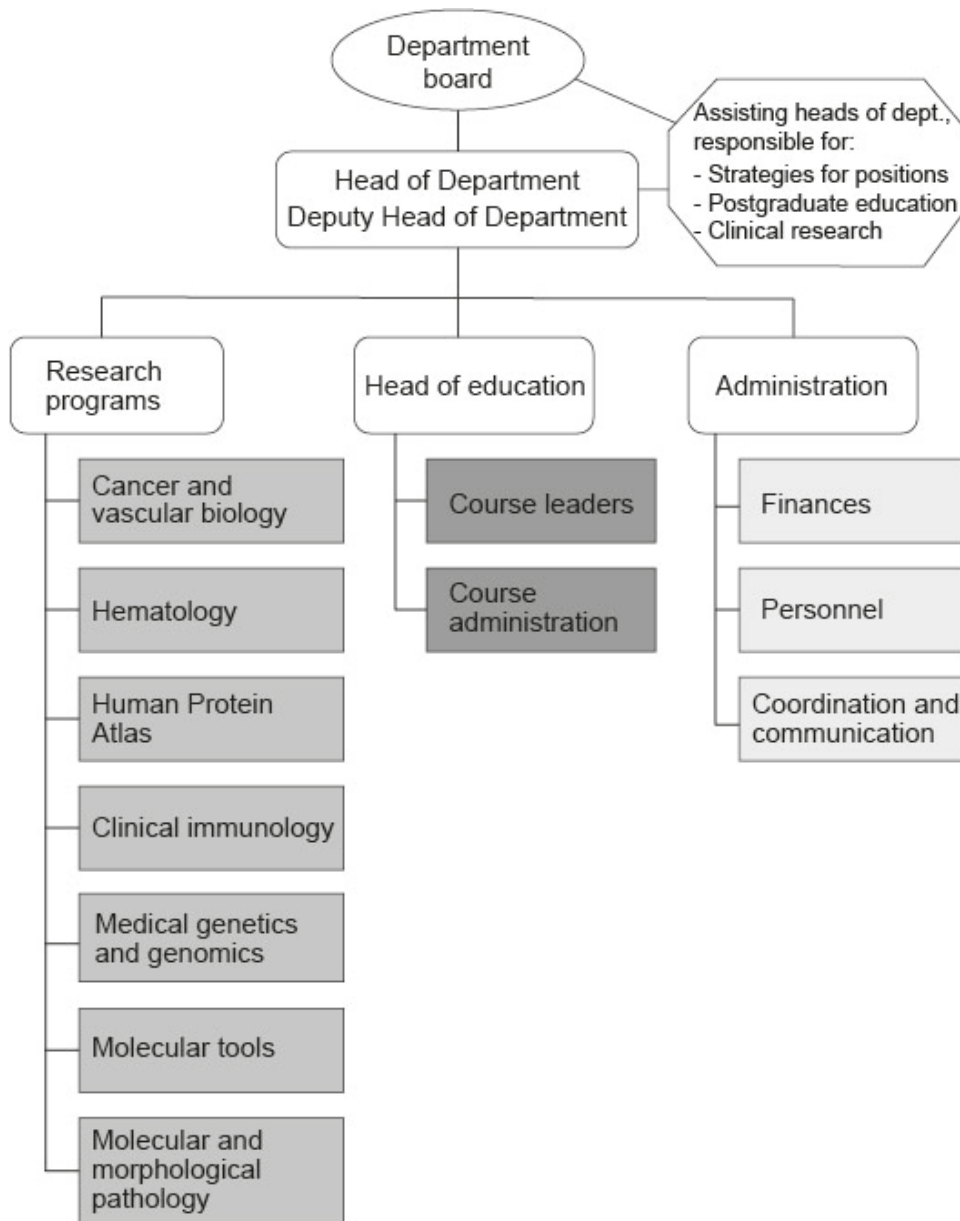 Department
board
Assisting heads of dept.,
responsible for:
- Strategies for positions
- Postgraduate education
- Clinical research
Head of Department
Deputy Head of Department
Research
programs
Head of education
Administration
Cancer and
vascular biology
Hematology
Human Protein
Atlas
Clinical immunology
Medical genetics
and genomics
Molecular tools
Molecular and
morphological
pathology
Course leaders
Course
administration
Finances
Personnel
Coordination and
communication